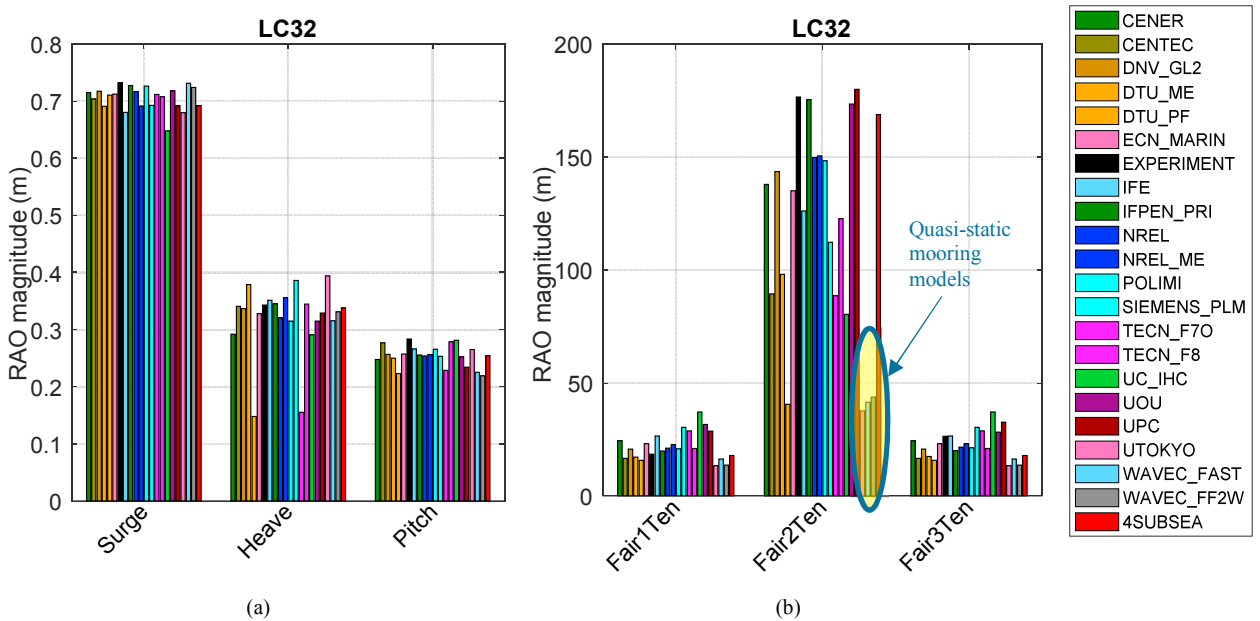 LC32
RAO magnitude (m)
0.8
0.7
0.6
0.5
0.4
0.3
0.2
0.1
0
Surge
Heave
Pitch
(a)
LC32
RAO magnitude (m)
200
150
100
50
0
Quasi-static
mooring
models
Fair1Ten
Fair2Ten
Fair3Ten
(b)
CENER
CENTEC
DNV_GL2
DTU_ME
DTU_PF
ECN_MARIN
EXPERIMENT
IFE
IFPEN_PRI
NREL
NREL_ME
POLIMI
SIEMENS_PLM
TECN_F7O
TECN_F8
UC_IHC
UOU
UPC
UTOKYO
WAVEC_FAST
WAVEC_FF2W
4SUBSEA